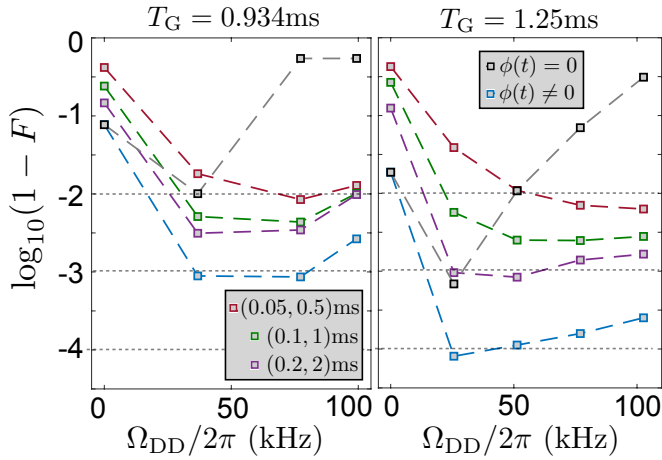 T_G = 0.934ms
T_G = 1.25ms
log₁₀(1 − F)
0
-1
-2
-3
-4
ϕ(t) = 0
ϕ(t) ≠ 0
(0.05, 0.5)ms
(0.1, 1)ms
(0.2, 2)ms
0 50 100
0 50 100
Ω_DD/2π (kHz)
Ω_DD/2π (kHz)